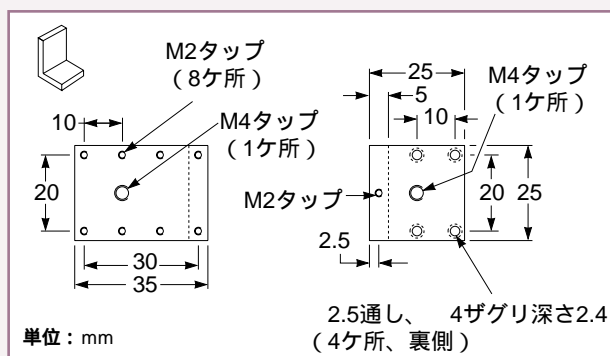 M2タップ
（8ケ所）
10
M4タップ
（1ケ所）
20
30
35
単位：mm
25
5
M4タップ
（1ケ所）
10
M2タップ
20
25
2.5
2.5通し、 4ザグリ深さ2.4
（4ケ所、裏側）